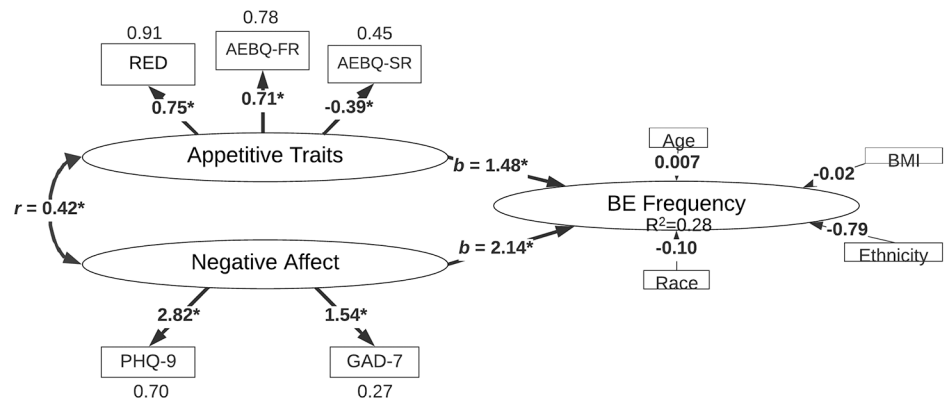 0.91
0.78
0.45
RED
AEBQ-FR
AEBQ-SR
0.75*
0.71*
-0.39*
Appetitive Traits
b = 1.48*
r = 0.42*
Negative Affect
b = 2.14*
2.82*
1.54*
PHQ-9
GAD-7
0.70
0.27
Age
0.007
BMI
-0.02
BE Frequency
R²=0.28
-0.79
Ethnicity
-0.10
Race